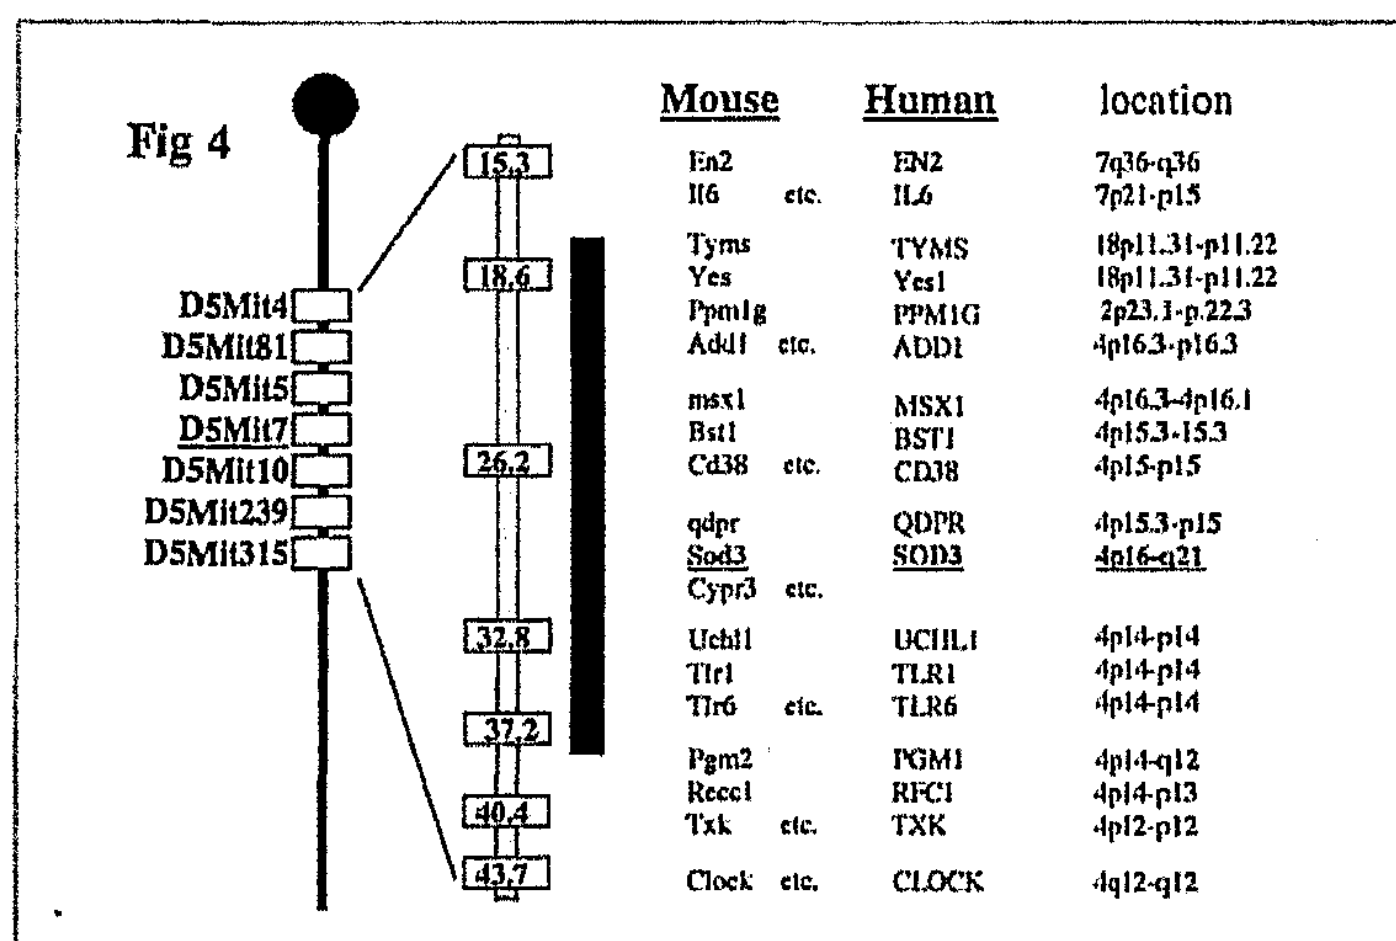 Fig 4
Mouse Human location
D5Mit4
D5Mit81
D5Mit5
D5Mit7
D5Mit10
D5Mit239
D5Mit315
15.3
18.6
26.2
32.8
37.2
40.4
43.7
En2 EN2 7q36-q36
Il6 etc. IL6 7p21-p15
Tyms TYMS 18p11.31-p11.22
Yes Yes1 18p11.31-p11.22
Ppm1g PPM1G 2p23.1-p.22.3
Add1 etc. ADD1 4p16.3-p16.3
msx1 MSX1 4p16.3-4p16.1
Bst1 BST1 4p15.3-15.3
Cd38 etc. CD38 4p15-p15
qdpr QDPR 4p15.3-p15
Sod3 SOD3 4p16-q21
Cypr3 etc.
Uchl1 UCHL1 4p14-p14
Tlr1 TLR1 4p14-p14
Tlr6 etc. TLR6 4p14-p14
Pgm2 PGM1 4p14-q12
Recc1 RFC1 4p14-p13
Txk etc. TXK 4p12-p12
Clock etc. CLOCK 4q12-q12